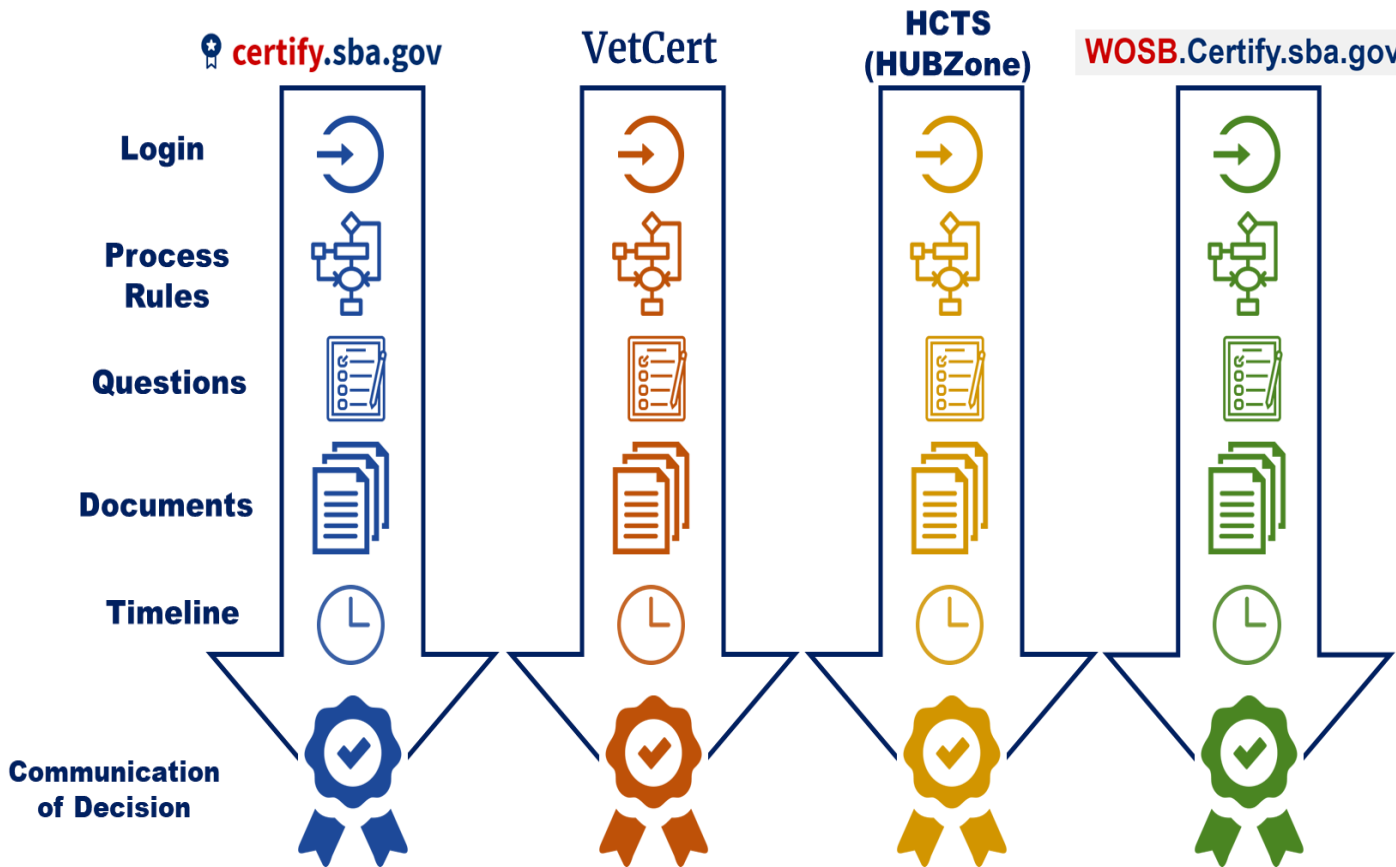 certify.sba.gov
VetCert
HCTS
(HUBZone)
WOSB.Certify.sba.gov
Login
Process
Rules
Questions
Documents
Timeline
Communication
of Decision